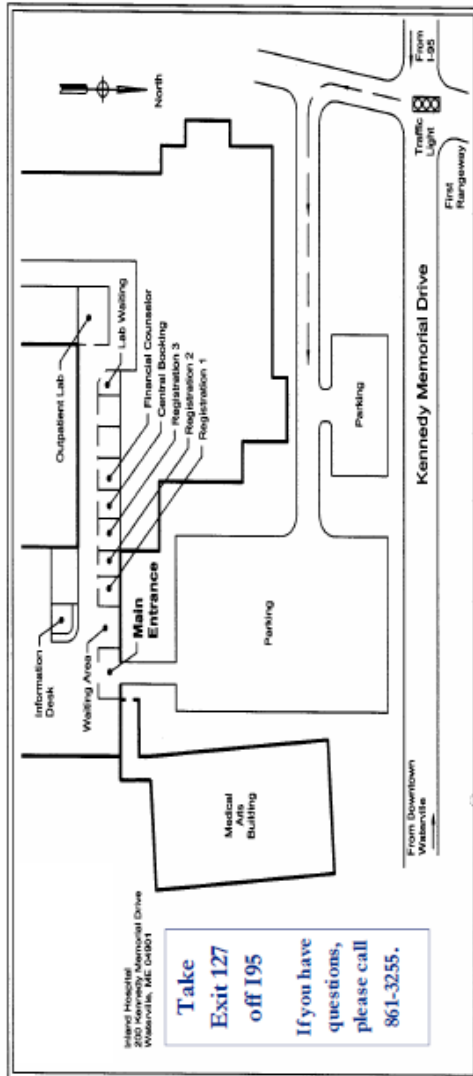 Inland Hospital
200 Kennedy Memorial Drive
Waterville, ME 04901
Take
Exit 127
off I95
If you have
questions,
please call
861-3255.
Information
Desk
Waiting Area
Main
Entrance
Outpatient Lab
Lab Waiting
Financial Counselor
Central Booking
Registration 3
Registration 2
Registration 1
North
Medical
Arts
Building
Parking
Parking
From Downtown
Waterville
Kennedy Memorial Drive
First
Rangeway
Traffic
Light
From
I-95